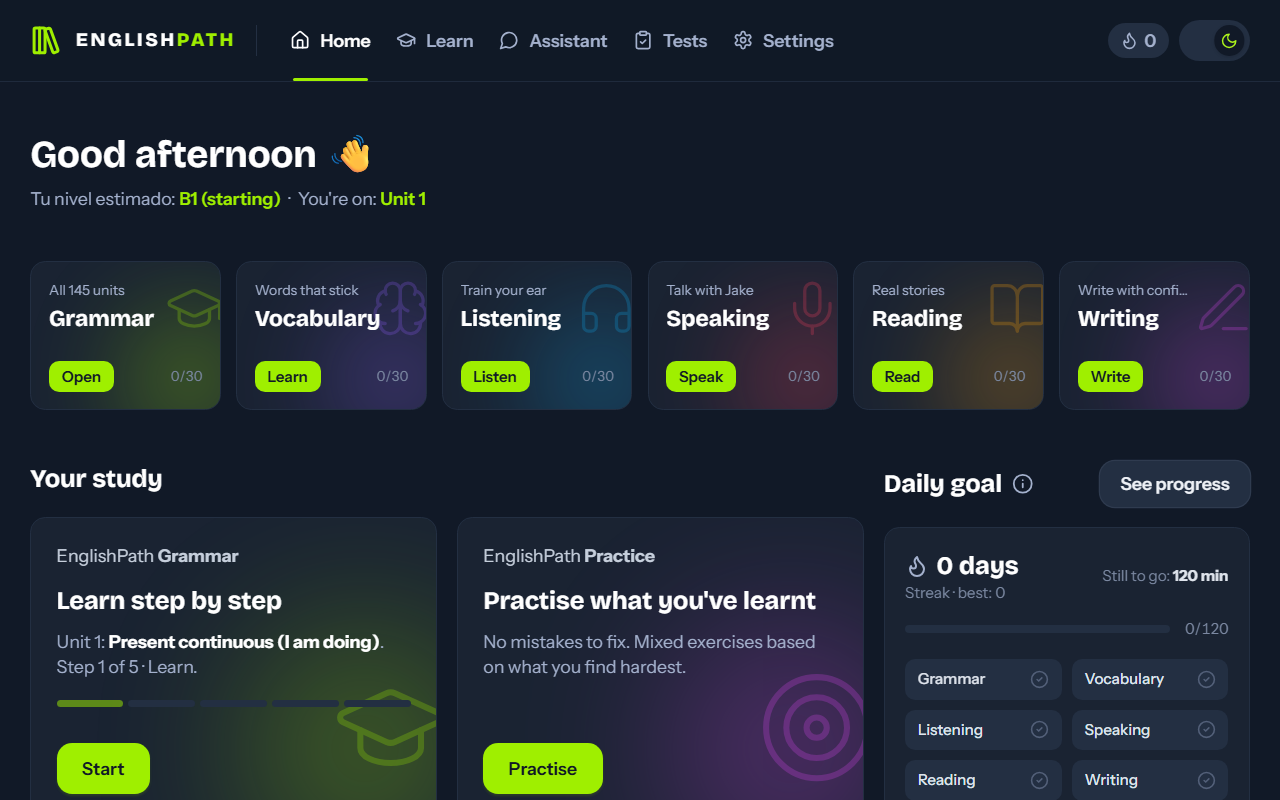 ENGLISHPATH
Home
Learn
Assistant
Tests
Settings
0
Good afternoon 👋
Tu nivel estimado: B1 (starting) · You're on: Unit 1
All 145 units
Grammar
Open
0/30
Words that stick
Vocabulary
Learn
0/30
Train your ear
Listening
Listen
0/30
Talk with Jake
Speaking
Speak
0/30
Real stories
Reading
Read
0/30
Write with confi...
Writing
Write
0/30
Your study
EnglishPath Grammar
Learn step by step
Unit 1: Present continuous (I am doing).
Step 1 of 5 · Learn.
Start
EnglishPath Practice
Practise what you've learnt
No mistakes to fix. Mixed exercises based
on what you find hardest.
Practise
Daily goal
See progress
0 days
Streak · best: 0
Still to go: 120 min
0/120
Grammar
Vocabulary
Listening
Speaking
Reading
Writing